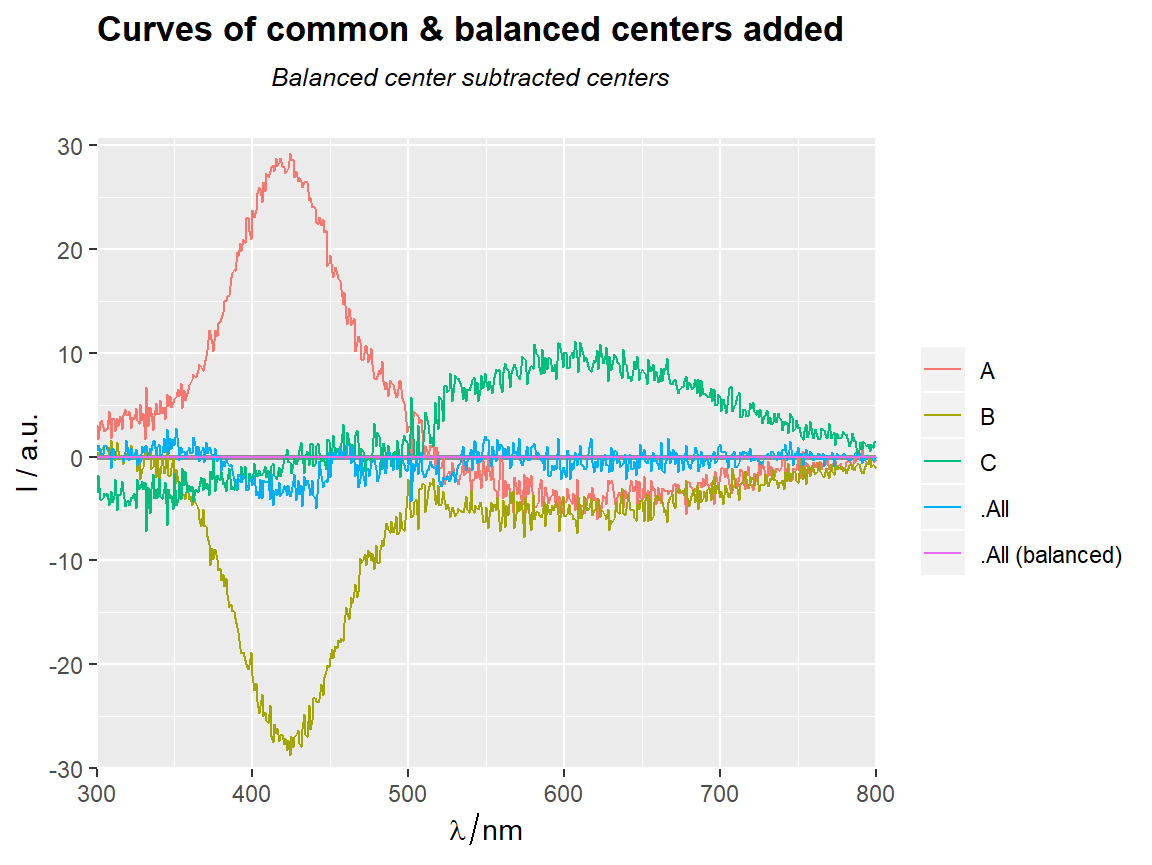 Curves of common & balanced centers added
Balanced center subtracted centers
I / a.u.
30
20
10
0
-10
-20
-30
300 400 500 600 700 800
λ/nm
A
B
C
.All
.All (balanced)